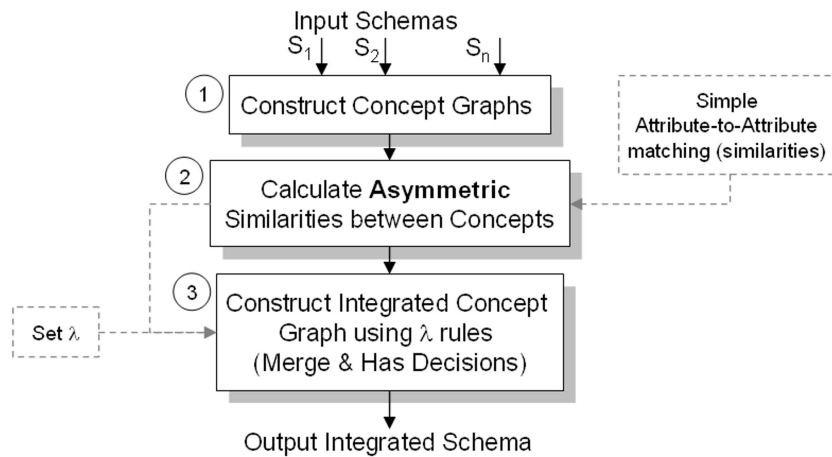 Input Schemas
S1 S2 Sn
1
Construct Concept Graphs
Simple
Attribute-to-Attribute
matching (similarities)
2
Calculate Asymmetric
Similarities between Concepts
3
Construct Integrated Concept
Graph using λ rules
(Merge & Has Decisions)
Set λ
Output Integrated Schema